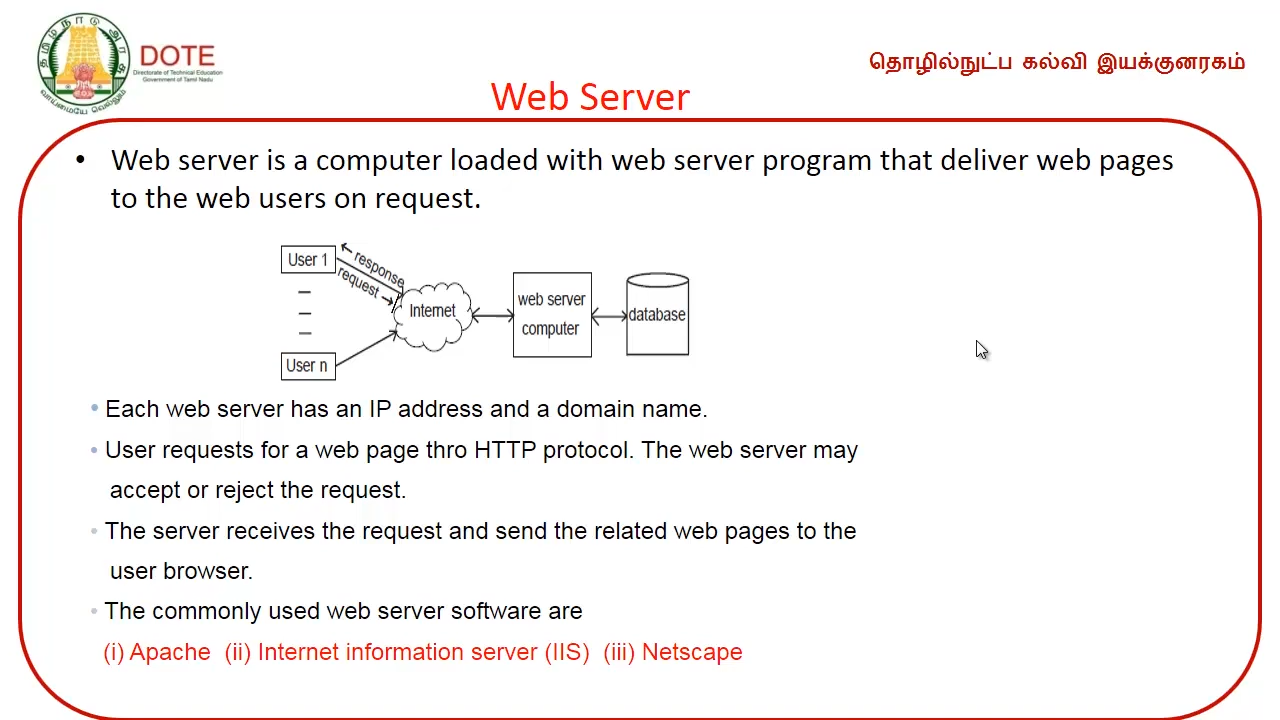 தமிழ்நாடு அரசு
வாய்மையே வெல்லும்
DOTE
Directorate of Technical Education
Government of Tamil Nadu
தொழில்நுட்ப கல்வி இயக்குனரகம்
Web Server
• Web server is a computer loaded with web server program that deliver web pages
to the web users on request.
User 1
response
request
Internet
web server
computer
database
User n
• Each web server has an IP address and a domain name.
• User requests for a web page thro HTTP protocol. The web server may
accept or reject the request.
• The server receives the request and send the related web pages to the
user browser.
• The commonly used web server software are
(i) Apache (ii) Internet information server (IIS) (iii) Netscape